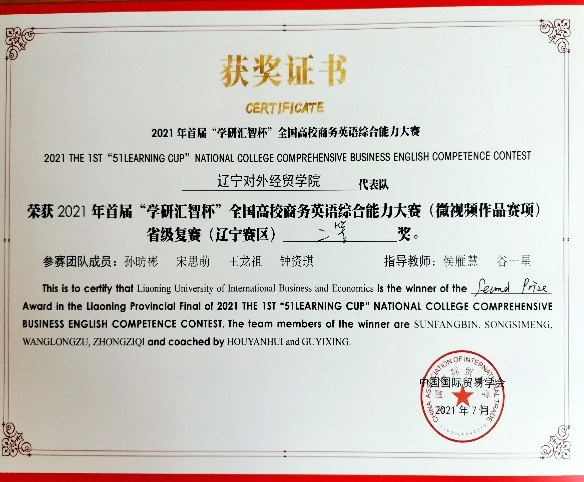 获奖证书
CERTIFICATE
2021年首届“学研汇智杯”全国高校商务英语综合能力大赛
2021 THE 1ST “51LEARNING CUP” NATIONAL COLLEGE COMPREHENSIVE BUSINESS ENGLISH COMPETENCE CONTEST
辽宁对外经贸学院 代表队
荣获 2021 年首届“学研汇智杯”全国高校商务英语综合能力大赛（微视频作品赛项）
省级复赛（辽宁赛区） 二等 奖。
参赛团队成员：孙昉彬 宋思萌 王龙祖 钟资琪 指导教师：侯雁慧 谷一星
This is to certify that Liaoning University of International Business and Economics is the winner of the Second Prize
Award in the Liaoning Provincial Final of 2021 THE 1ST “51LEARNING CUP” NATIONAL COLLEGE COMPREHENSIVE
BUSINESS ENGLISH COMPETENCE CONTEST. The team members of the winner are SUNFANGBIN, SONGSIMENG,
WANGLONGZU, ZHONGZIQI and coached by HOUYANHUI and GUYIXING.
CHINA ASSOCIATION OF INTERNATIONAL TRADE
中国国际贸易学会
2021 年 7 月